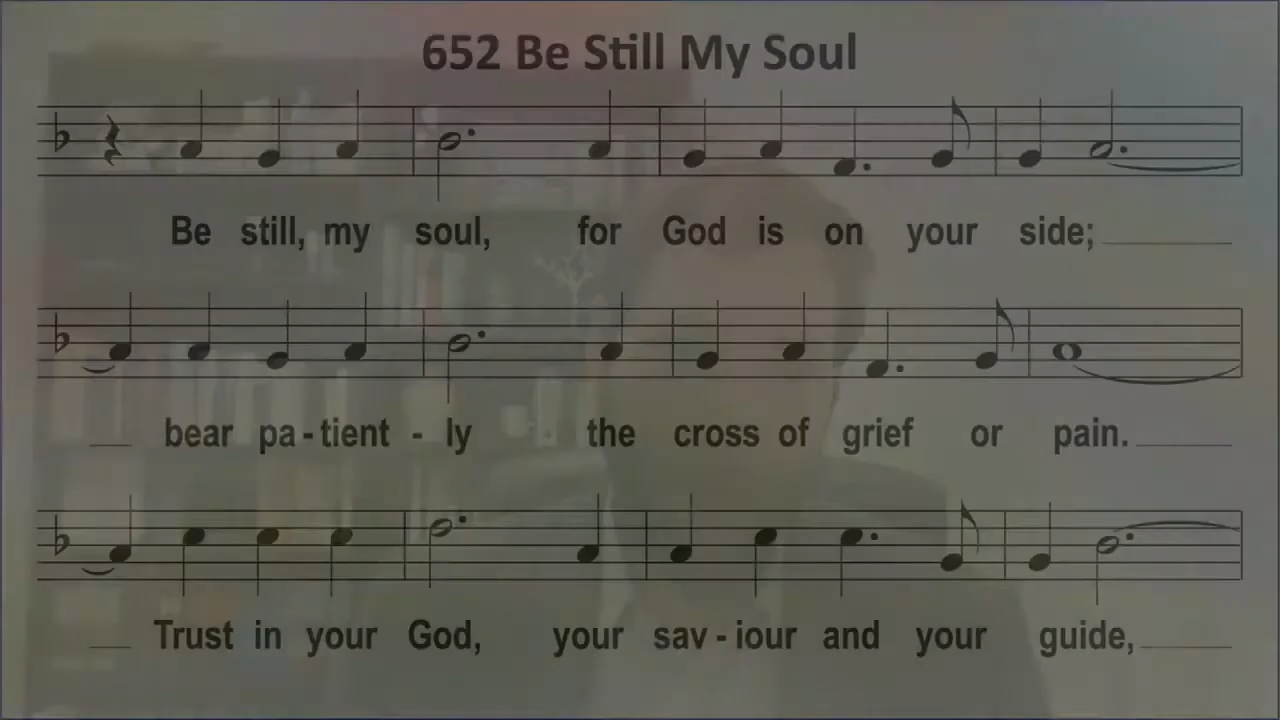 652 Be Still My Soul
Be still, my soul, for God is on your side;
bear pa - tient - ly the cross of grief or pain.
Trust in your God, your sav - iour and your guide,